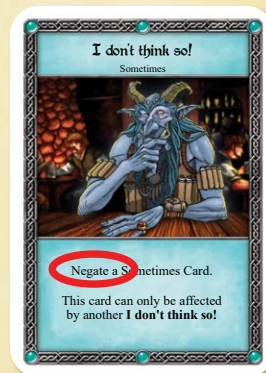 I don't think so!
Sometimes
Negate a Sometimes Card.
This card can only be affected
by another I don't think so!